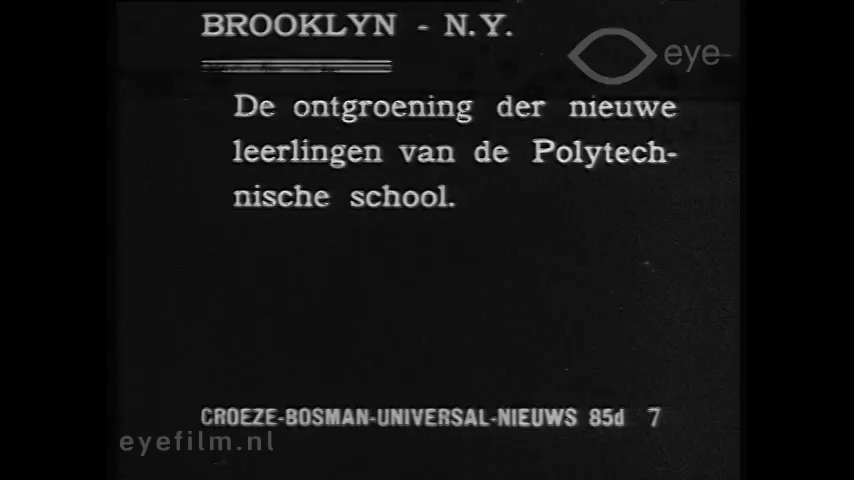 BROOKLYN - N.Y.
eye
De ontgroening der nieuwe
leerlingen van de Polytech-
nische school.
CROEZE-BOSMAN-UNIVERSAL-NIEUWS 85d 7
eyefilm.nl